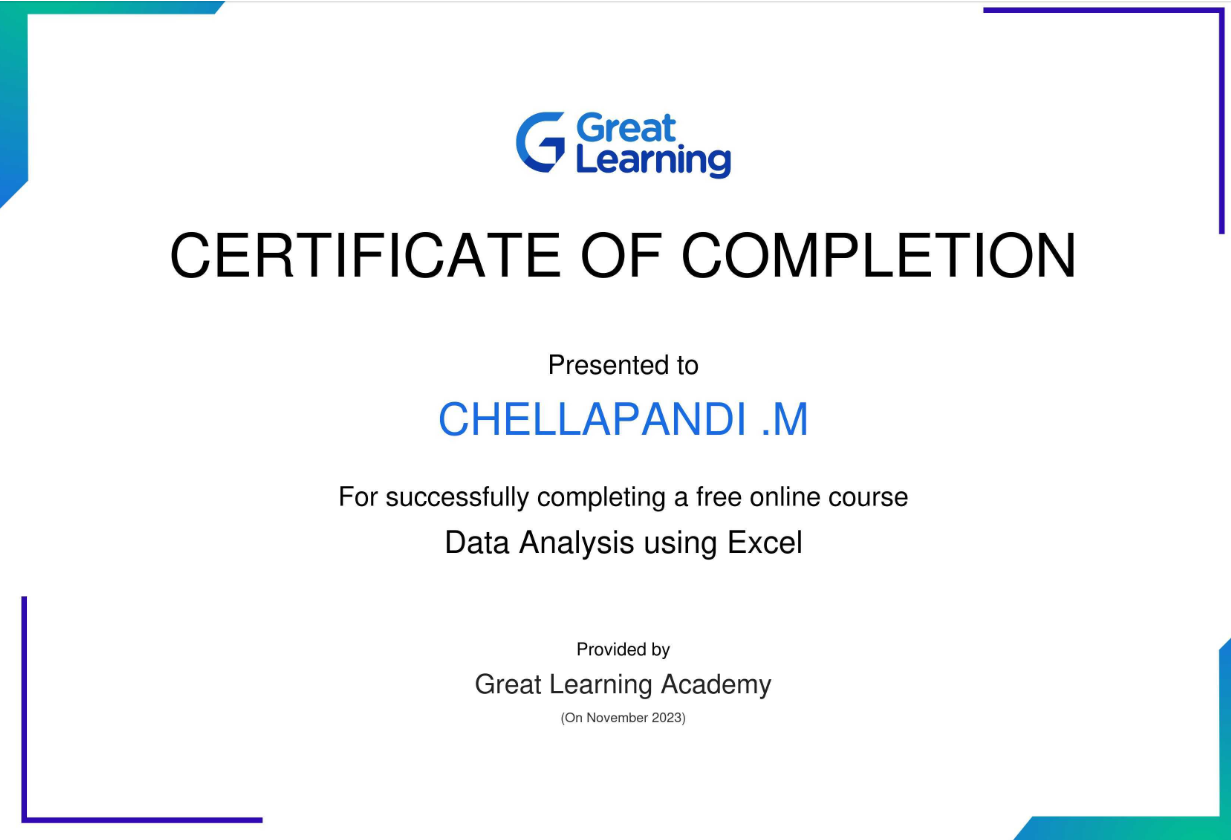 Great
Learning
CERTIFICATE OF COMPLETION
Presented to
CHELLAPANDI .M
For successfully completing a free online course
Data Analysis using Excel
Provided by
Great Learning Academy
(On November 2023)